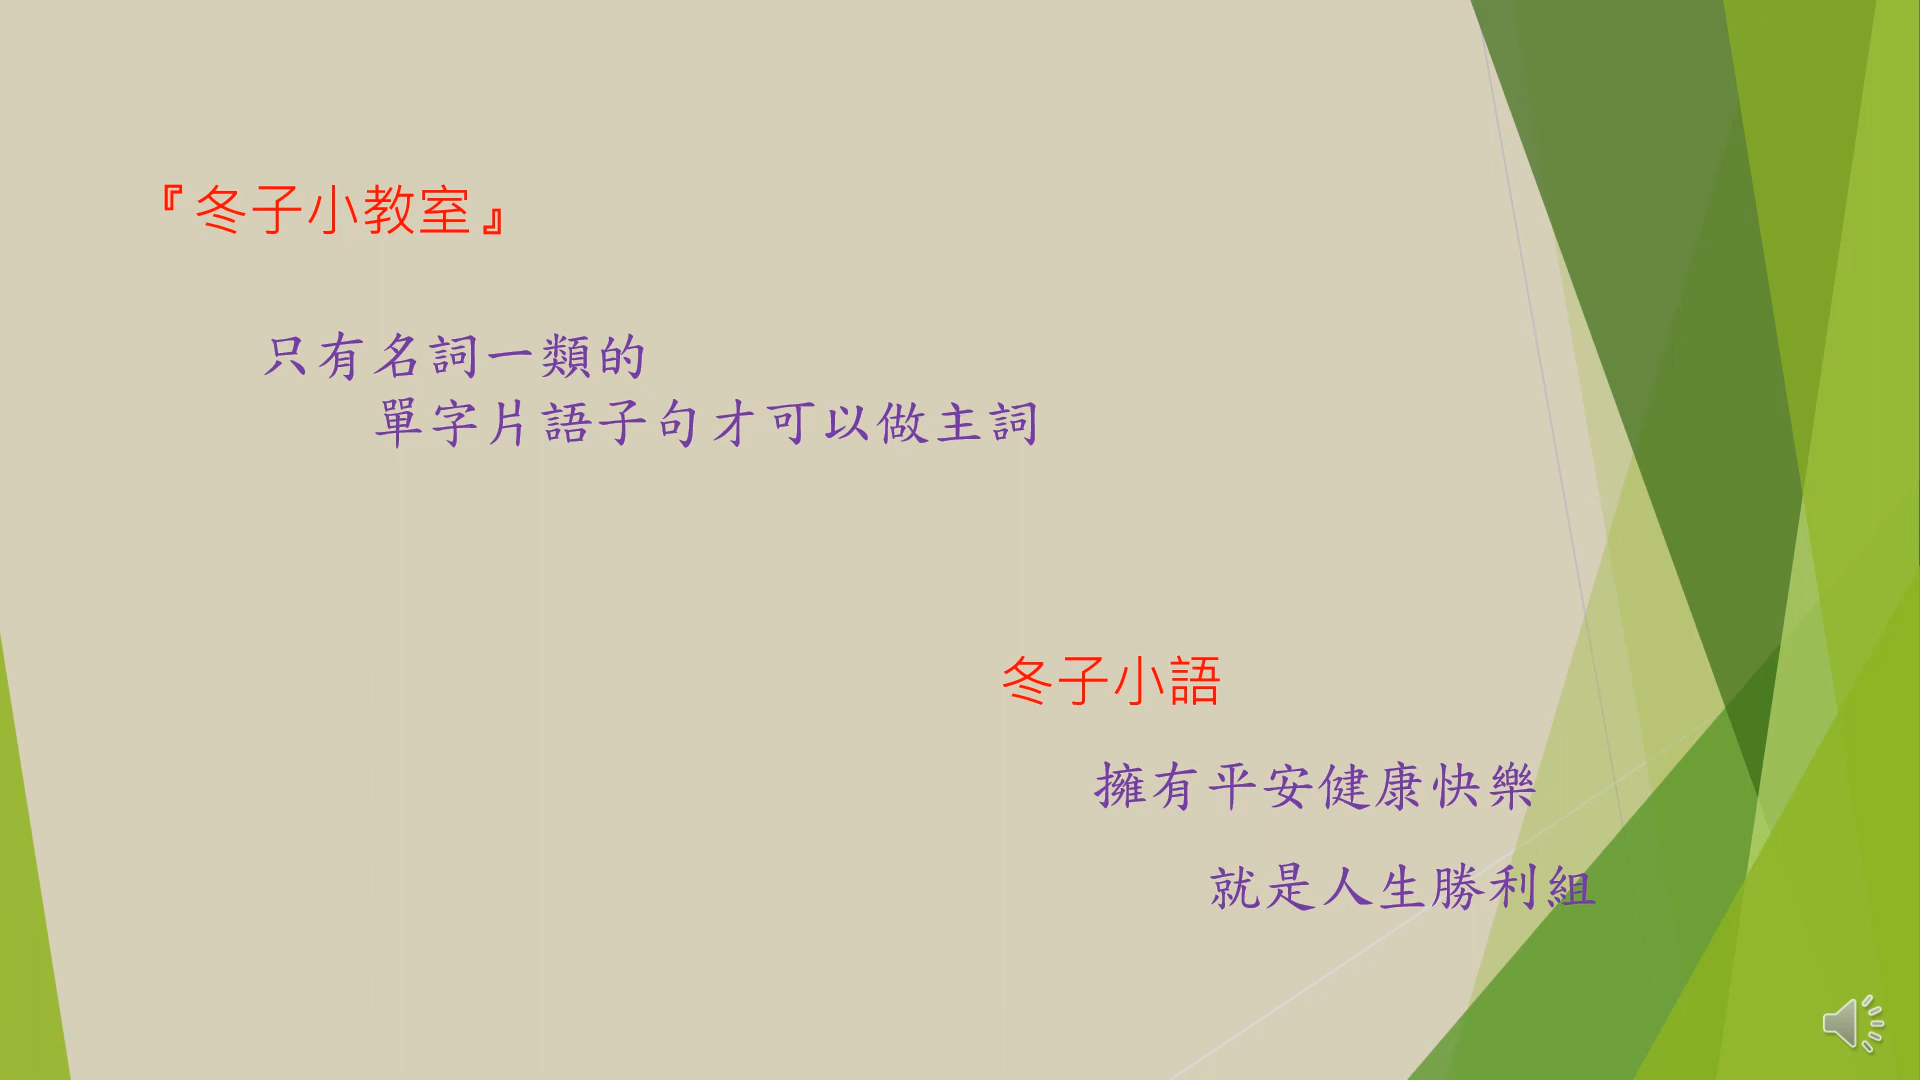 『冬子小教室』
只有名詞一類的
單字片語子句才可以做主詞
冬子小語
擁有平安健康快樂
就是人生勝利組